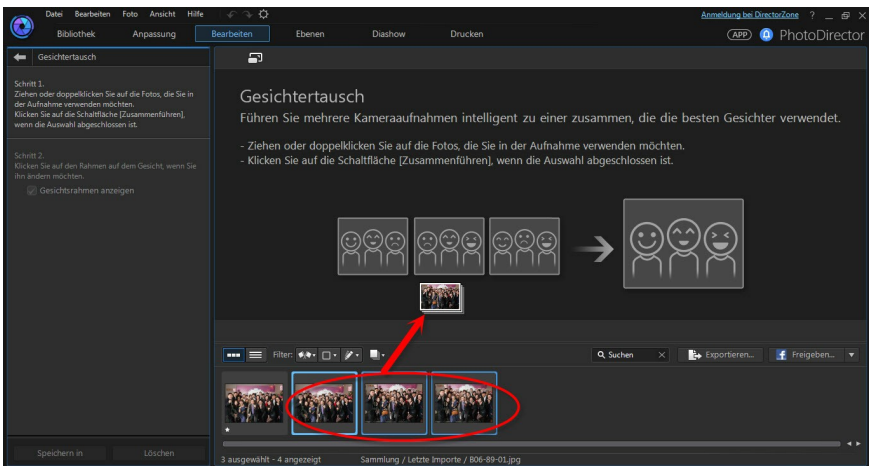 Datei Bearbeiten Foto Ansicht Hilfe
Anmeldung bei DirectorZone ?
Bibliothek Anpassung Bearbeiten Ebenen Diashow Drucken
APP PhotoDirector
Gesichtertausch
Schritt 1.
Ziehen oder doppelklicken Sie auf die Fotos, die Sie in
der Aufnahme verwenden möchten.
Klicken Sie auf die Schaltfläche [Zusammenführen],
wenn die Auswahl abgeschlossen ist.
Schritt 2.
Klicken Sie auf den Rahmen auf dem Gesicht, wenn Sie
ihn ändern möchten.
Gesichtsrahmen anzeigen
Speichern in Löschen
Gesichtertausch
Führen Sie mehrere Kameraaufnahmen intelligent zu einer zusammen, die die besten Gesichter verwendet.
- Ziehen oder doppelklicken Sie auf die Fotos, die Sie in der Aufnahme verwenden möchten.
- Klicken Sie auf die Schaltfläche [Zusammenführen], wenn die Auswahl abgeschlossen ist.
Filter: Suchen Exportieren... Freigeben...
3 ausgewählt - 4 angezeigt Sammlung / Letzte Importe / B06-89-01.jpg